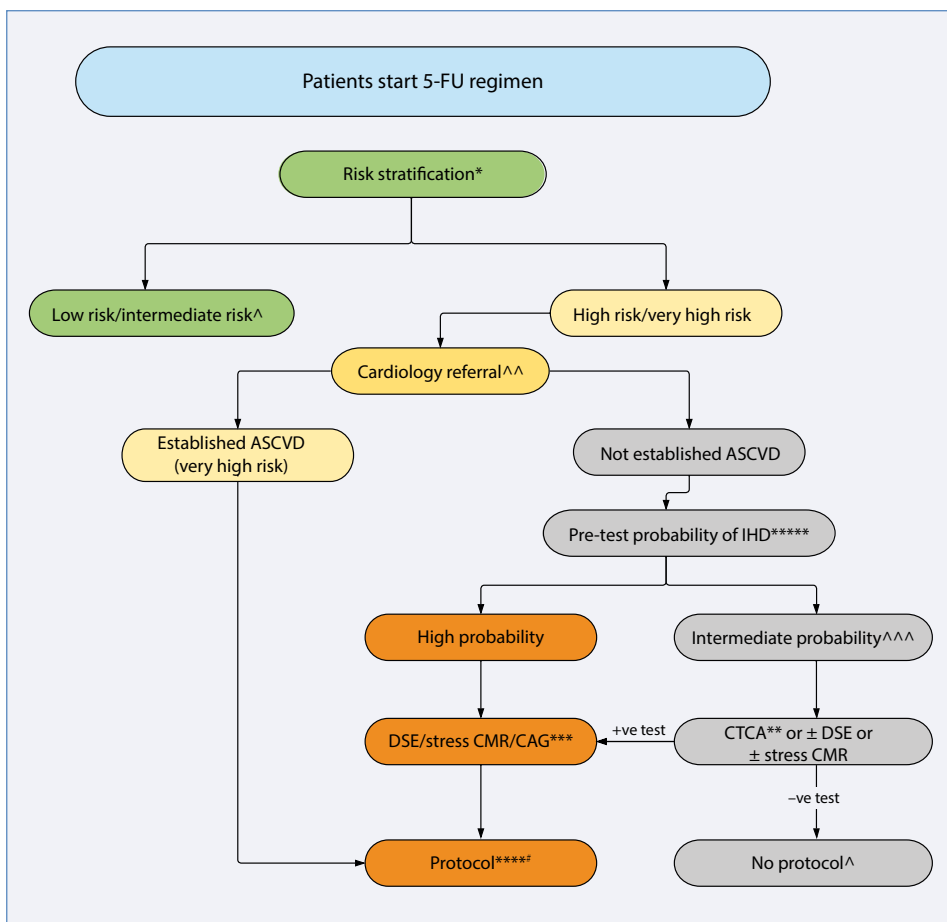 Patients start 5-FU regimen
Risk stratification*
Low risk/intermediate risk^
High risk/very high risk
Cardiology referral^^
Established ASCVD
(very high risk)
Not established ASCVD
Pre-test probability of IHD*****
High probability
Intermediate probability^^^
DSE/stress CMR/CAG***
+ve test
CTCA** or ± DSE or
± stress CMR
–ve test
Protocol****#
No protocol^